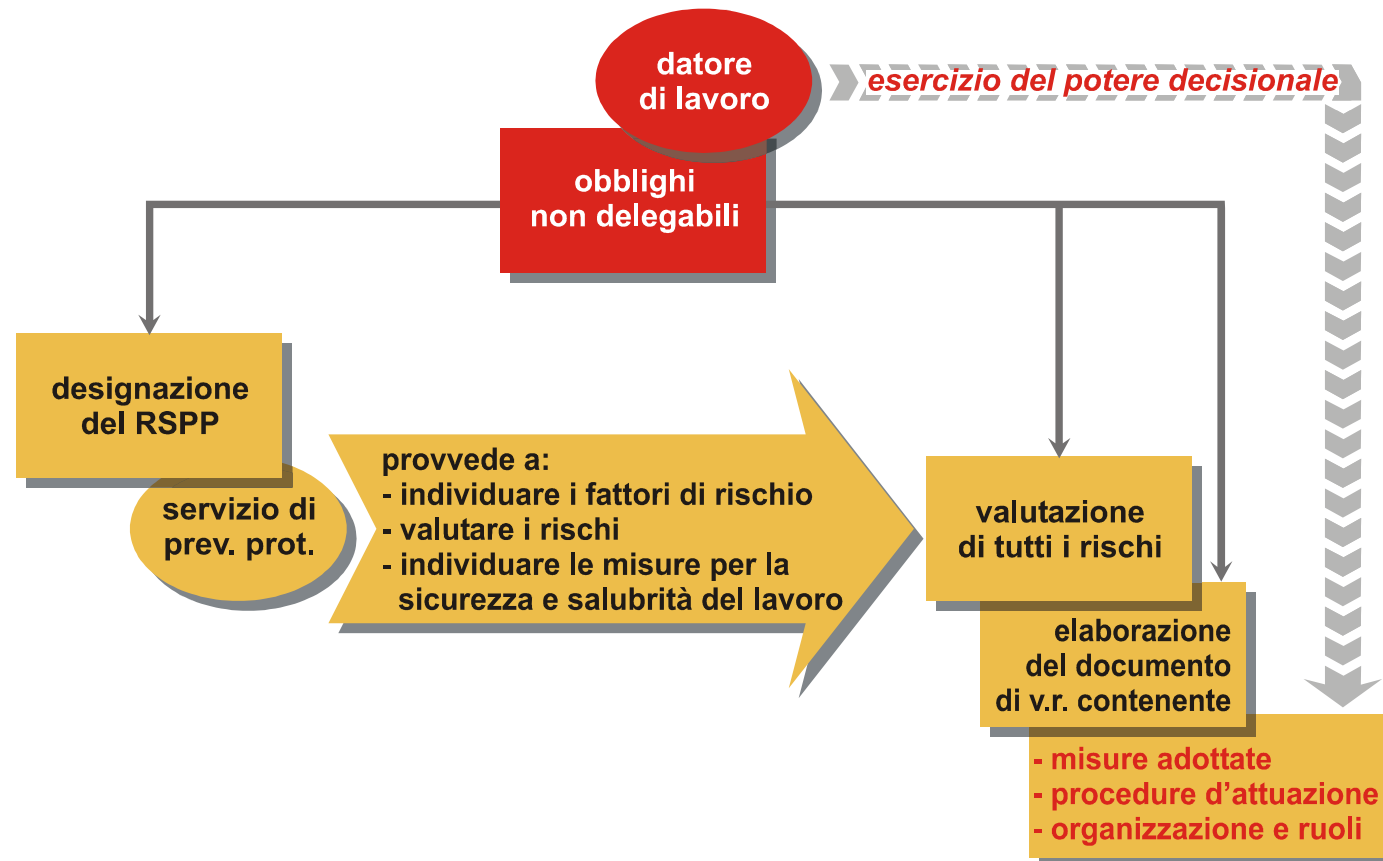 datore
di lavoro
esercizio del potere decisionale
obblighi
non delegabili
designazione
del RSPP
servizio di
prev. prot.
provvede a:
- individuare i fattori di rischio
- valutare i rischi
- individuare le misure per la
sicurezza e salubrità del lavoro
valutazione
di tutti i rischi
elaborazione
del documento
di v.r. contenente
- misure adottate
- procedure d’attuazione
- organizzazione e ruoli